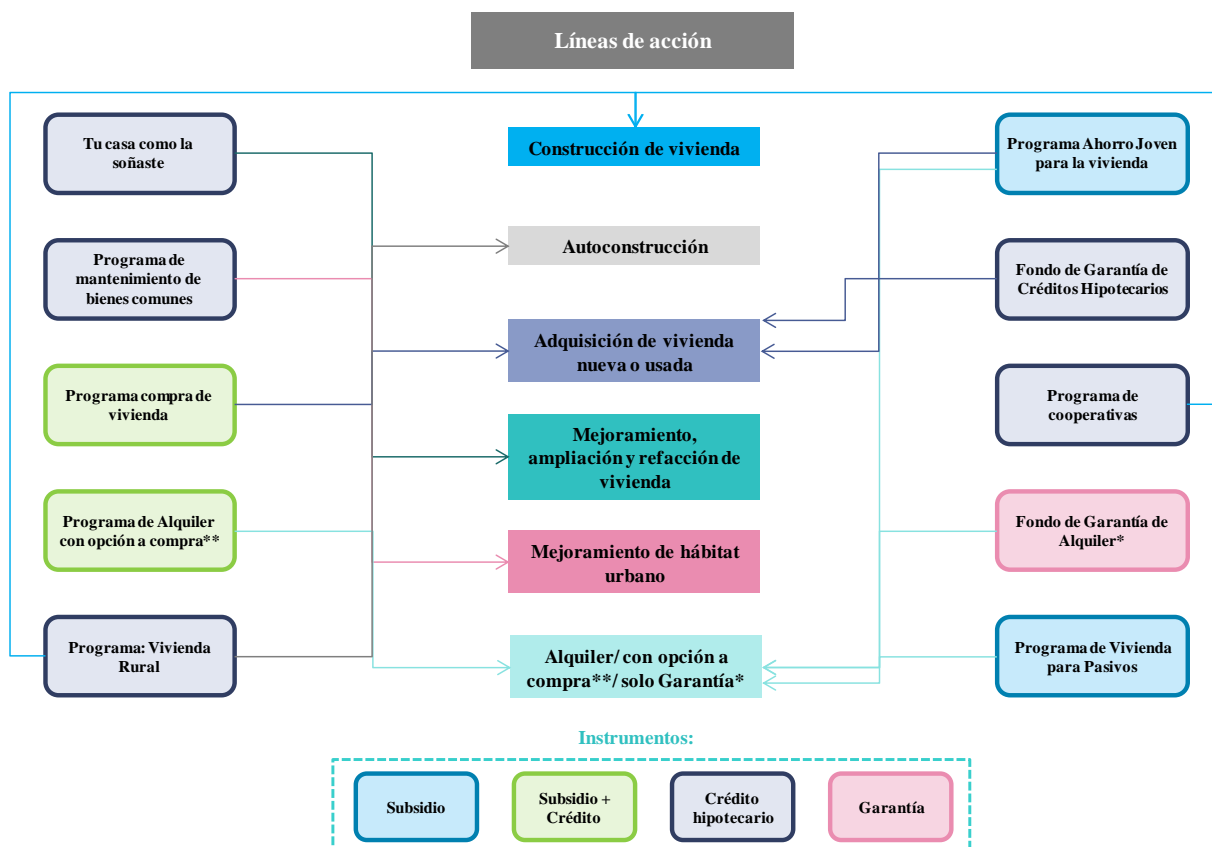 Líneas de acción
Tu casa como la
soñaste
Programa de
mantenimiento de
bienes comunes
Programa compra de
vivienda
Programa de Alquiler
con opción a compra**
Programa: Vivienda
Rural
Construcción de vivienda
Autoconstrucción
Adquisición de vivienda
nueva o usada
Mejoramiento,
ampliación y refacción de
vivienda
Mejoramiento de hábitat
urbano
Alquiler/ con opción a
compra**/ solo Garantía*
Programa Ahorro Joven
para la vivienda
Fondo de Garantía de
Créditos Hipotecarios
Programa de
cooperativas
Fondo de Garantía de
Alquiler*
Programa de Vivienda
para Pasivos
Instrumentos:
Subsidio
Subsidio +
Crédito
Crédito
hipotecario
Garantía